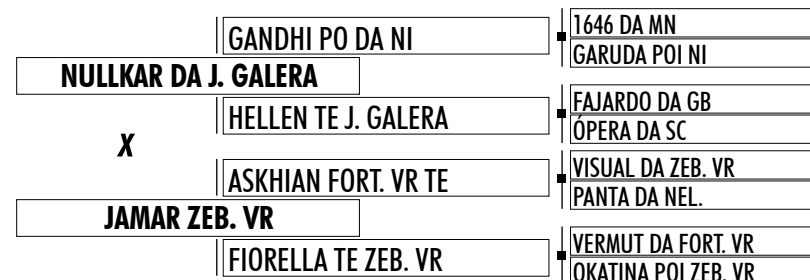 GANDHI PO DA NI
1646 DA MN
GARUDA POI NI
NULLKAR DA J. GALERA
HELLEN TE J. GALERA
FAJARDO DA GB
ÓPERA DA SC
X
ASKHIAN FORT. VR TE
VISUAL DA ZEB. VR
PANTA DA NEL.
JAMAR ZEB. VR
FIORELLA TE ZEB. VR
VERMUT DA FORT. VR
OKATINA POI ZEB. VR